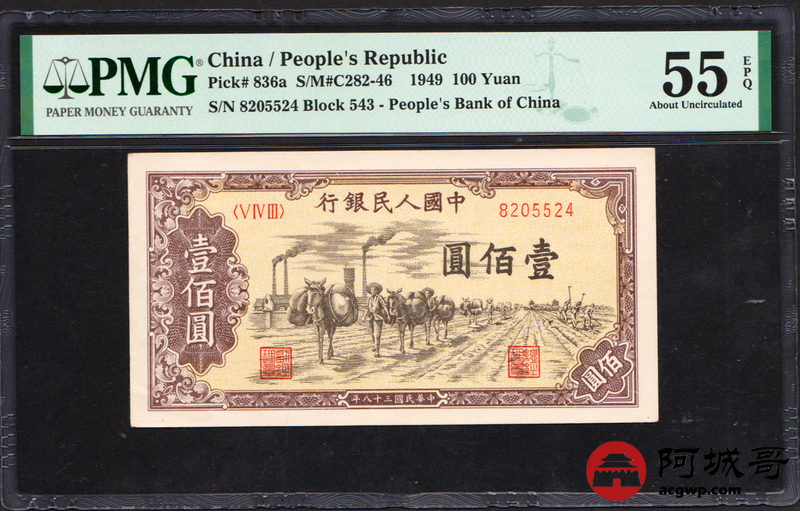 PMG®
PAPER MONEY GUARANTY
China / People's Republic
Pick# 836a S/M#C282-46 1949 100 Yuan
S/N 8205524 Block 543 - People's Bank of China
55
EPQ
About Uncirculated
行銀民人國中
〈ⅤⅣⅢ〉
8205524
圓佰壹
壹佰圓
佰圓
年八十三國民華中
阿城哥
acgwp.com